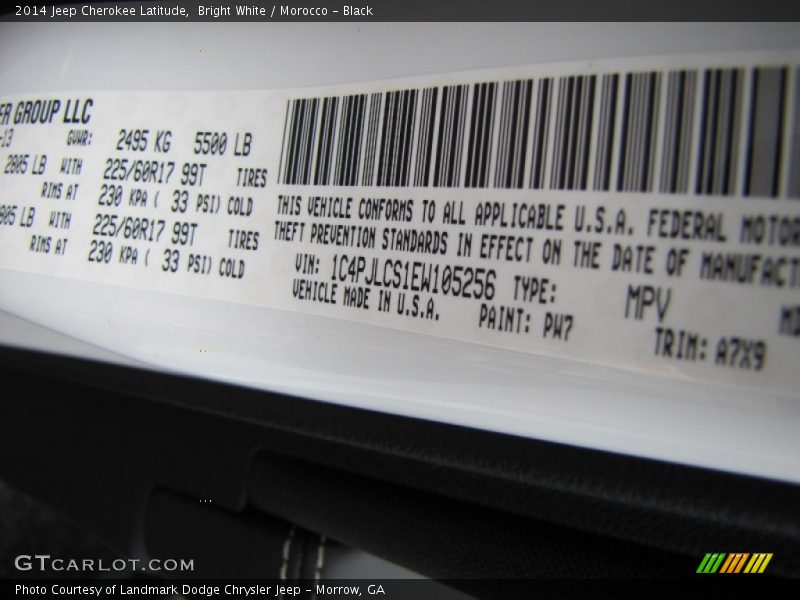 2014 Jeep Cherokee Latitude, Bright White / Morocco - Black
ER GROUP LLC
-13 GVWR: 2495 KG 5500 LB
2805 LB WITH 225/60R17 99T TIRES
RIMS AT 230 KPA ( 33 PSI) COLD
805 LB WITH 225/60R17 99T TIRES
RIMS AT 230 KPA ( 33 PSI) COLD
THIS VEHICLE CONFORMS TO ALL APPLICABLE U.S.A. FEDERAL MOTOR
THEFT PREVENTION STANDARDS IN EFFECT ON THE DATE OF MANUFACT
VIN: 1C4PJLCS1EW105256 TYPE: MPV
VEHICLE MADE IN U.S.A. PAINT: PW7
TRIM: A7X9
GTCARLOT.COM
Photo Courtesy of Landmark Dodge Chrysler Jeep - Morrow, GA